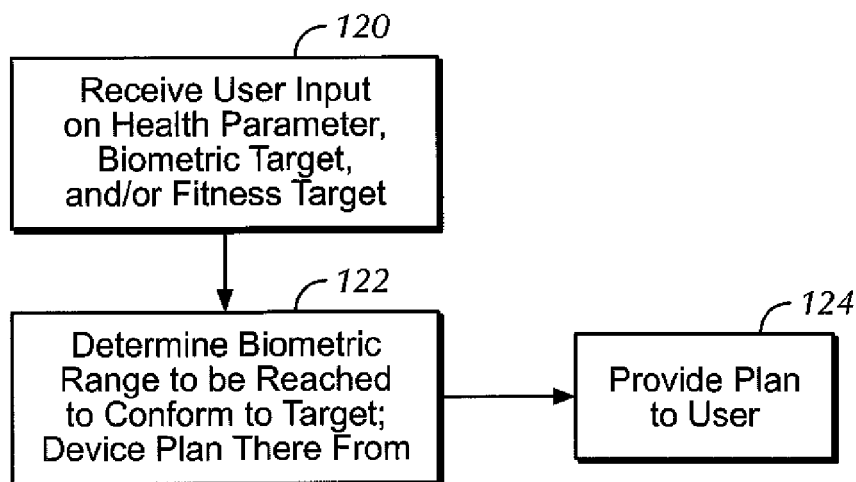 120
Receive User Input
on Health Parameter,
Biometric Target,
and/or Fitness Target
122
Determine Biometric
Range to be Reached
to Conform to Target;
Device Plan There From
124
Provide Plan
to User